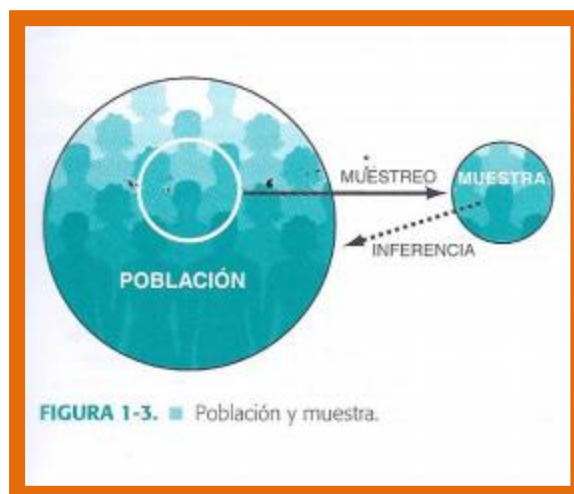 MUESTREO
MUESTRA
INFERENCIA
POBLACIÓN
FIGURA 1-3. Población y muestra.